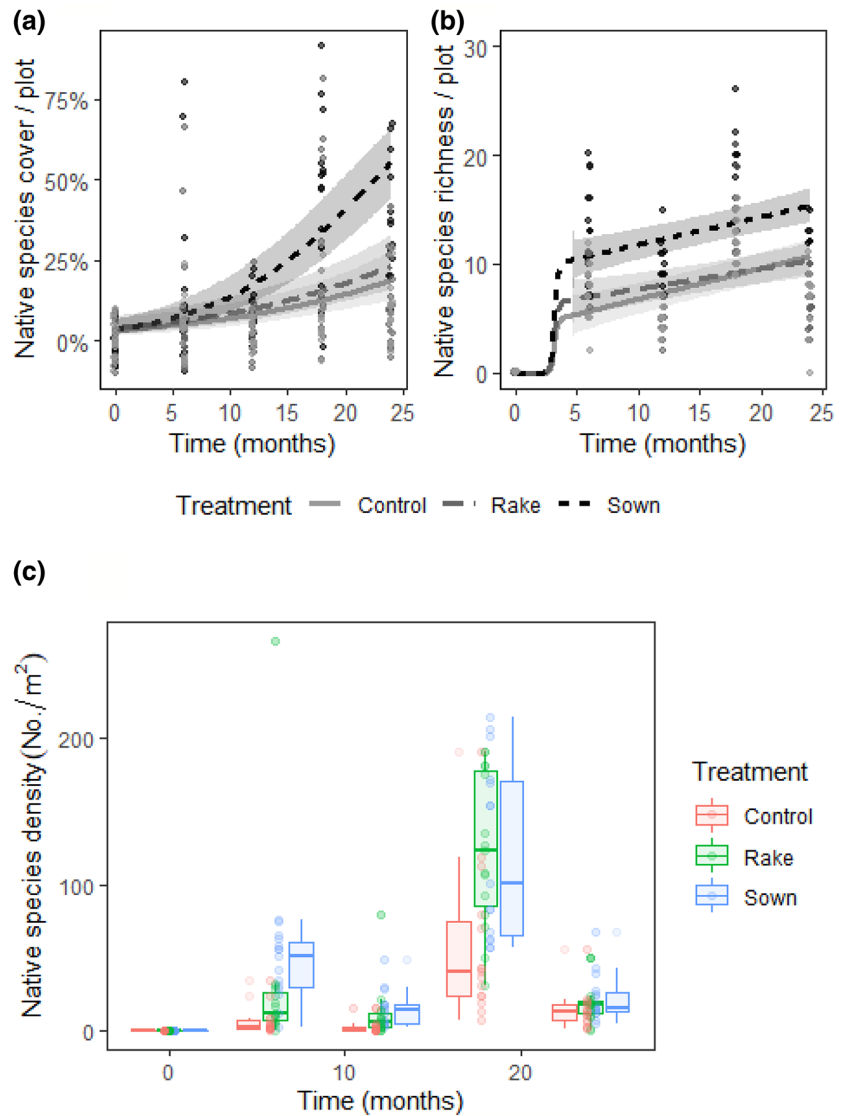 (a)
(b)
Native species cover / plot
75%
50%
25%
0%
0 5 10 15 20 25
Time (months)
Native species richness / plot
30
20
10
0
0 5 10 15 20 25
Time (months)
Treatment Control Rake Sown
(c)
Native species density (No./m²)
200
100
0
0 10 20
Time (months)
Treatment
Control
Rake
Sown